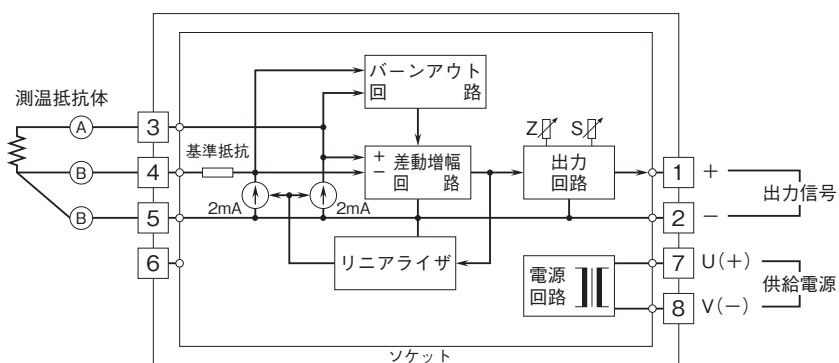 測温抵抗体
A
B
B
3
4
5
6
基準抵抗
バーンアウト
回 路
+
−
差動増幅
回 路
2mA
2mA
リニアライザ
Z
S
出力
回路
電源
回路
1
+
2
−
出力信号
7
U(+)
8
V(−)
供給電源
ソケット